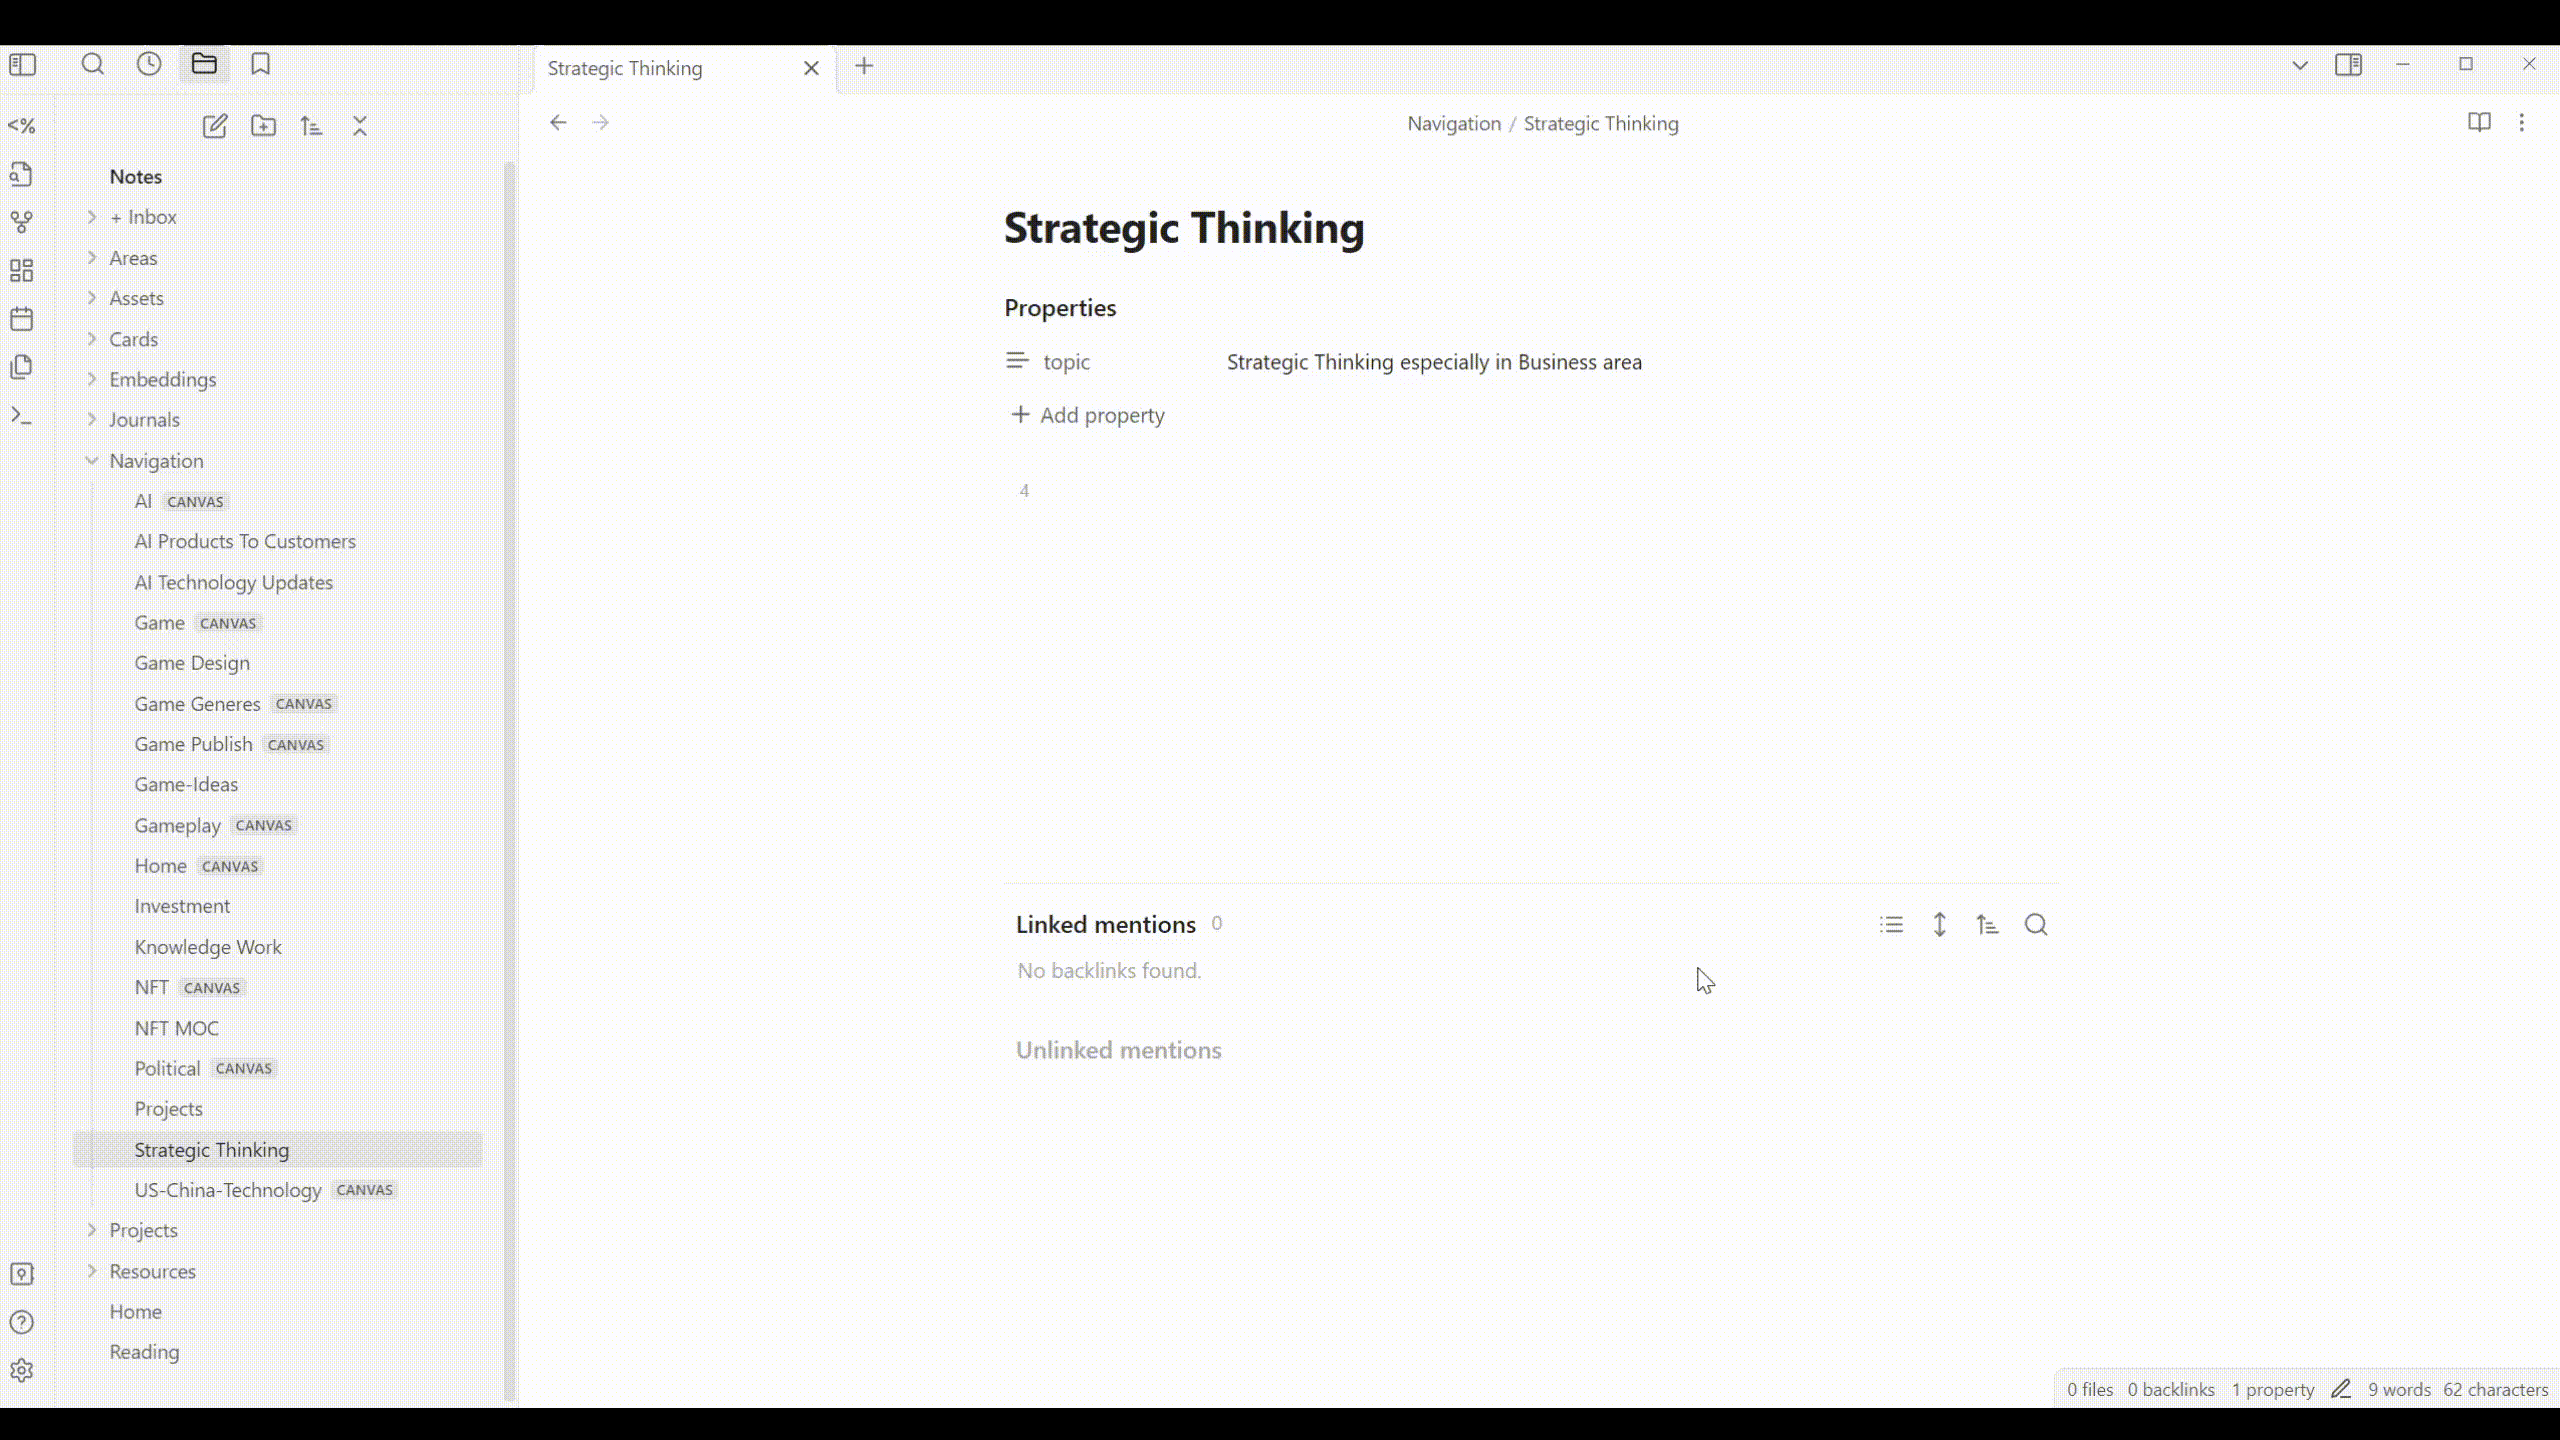 Strategic Thinking
<%
Navigation / Strategic Thinking
Notes
+ Inbox
Areas
Assets
Cards
Embeddings
Journals
Navigation
AI CANVAS
AI Products To Customers
AI Technology Updates
Game CANVAS
Game Design
Game Generes CANVAS
Game Publish CANVAS
Game-Ideas
Gameplay CANVAS
Home CANVAS
Investment
Knowledge Work
NFT CANVAS
NFT MOC
Political CANVAS
Projects
Strategic Thinking
US-China-Technology CANVAS
Projects
Resources
Home
Reading
Strategic Thinking
Properties
topic Strategic Thinking especially in Business area
+ Add property
4
Linked mentions 0
No backlinks found.
Unlinked mentions
0 files 0 backlinks 1 property 9 words 62 characters